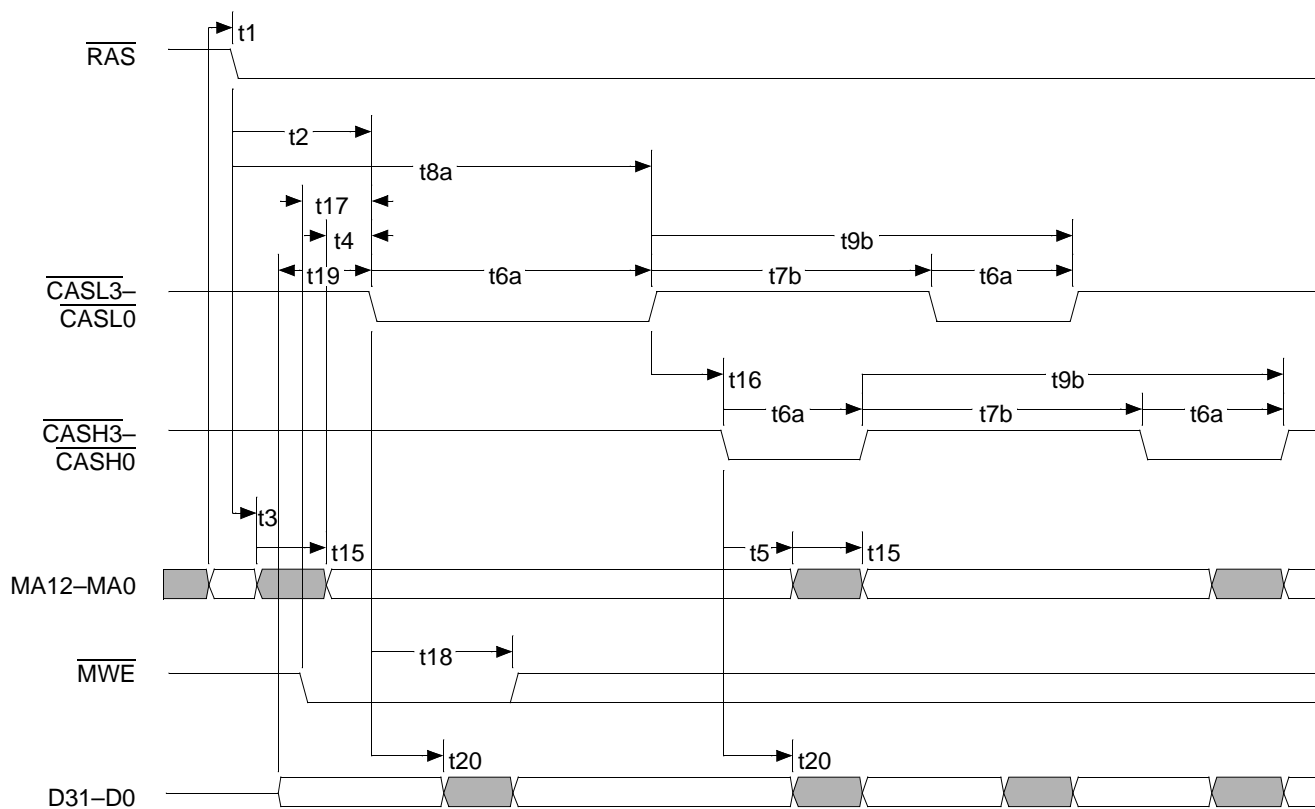 t1
RAS
t2
t8a
t17
t4
t9b
t19
t6a
t7b
t6a
CASL3–
CASL0
t16
t9b
t6a
t7b
t6a
CASH3–
CASH0
t3
t15
t5
t15
MA12–MA0
t18
MWE
t20
t20
D31–D0